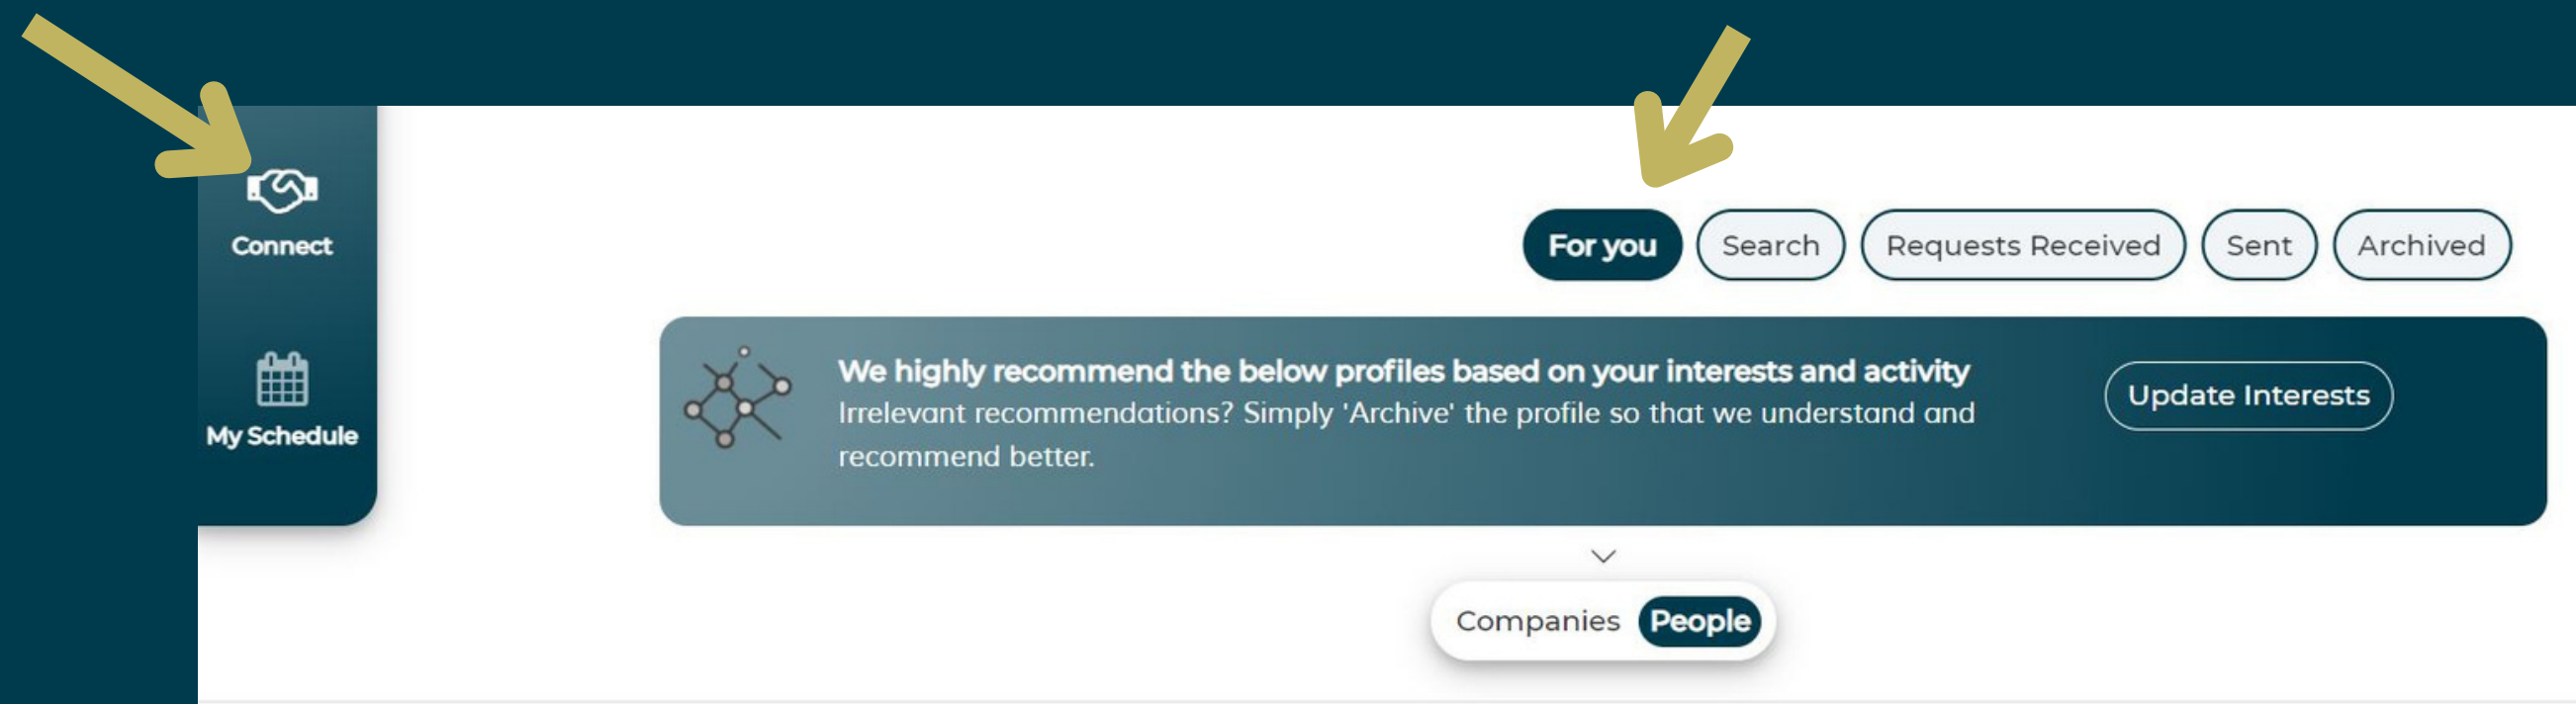 Connect
My Schedule
For you
Search
Requests Received
Sent
Archived
We highly recommend the below profiles based on your interests and activity
Irrelevant recommendations? Simply 'Archive' the profile so that we understand and
recommend better.
Update Interests
Companies
People